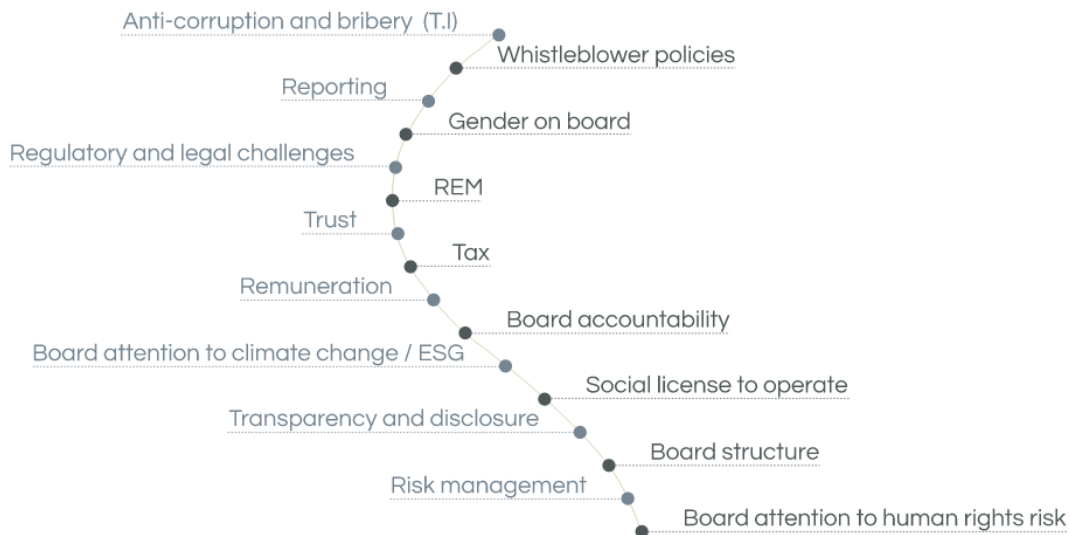 Anti-corruption and bribery (T.I)
Whistleblower policies
Reporting
Gender on board
Regulatory and legal challenges
REM
Trust
Tax
Remuneration
Board accountability
Board attention to climate change / ESG
Social license to operate
Transparency and disclosure
Board structure
Risk management
Board attention to human rights risk